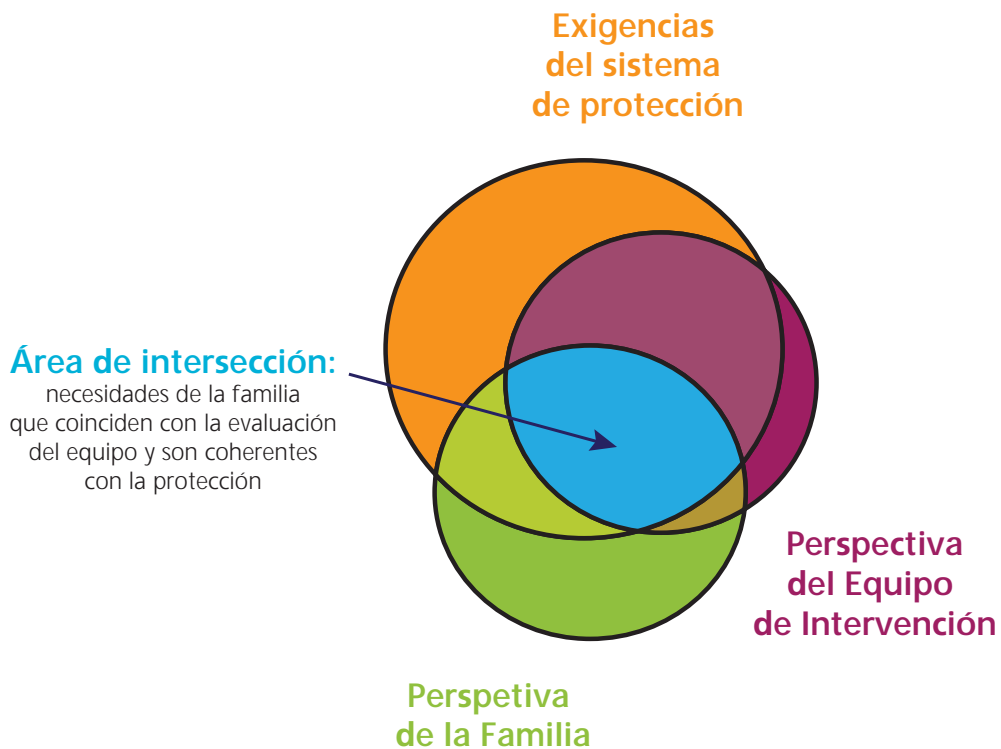 Exigencias
del sistema
de protección
Área de intersección:
necesidades de la familia
que coinciden con la evaluación
del equipo y son coherentes
con la protección
Perspectiva
del Equipo
de Intervención
Perspetiva
de la Familia